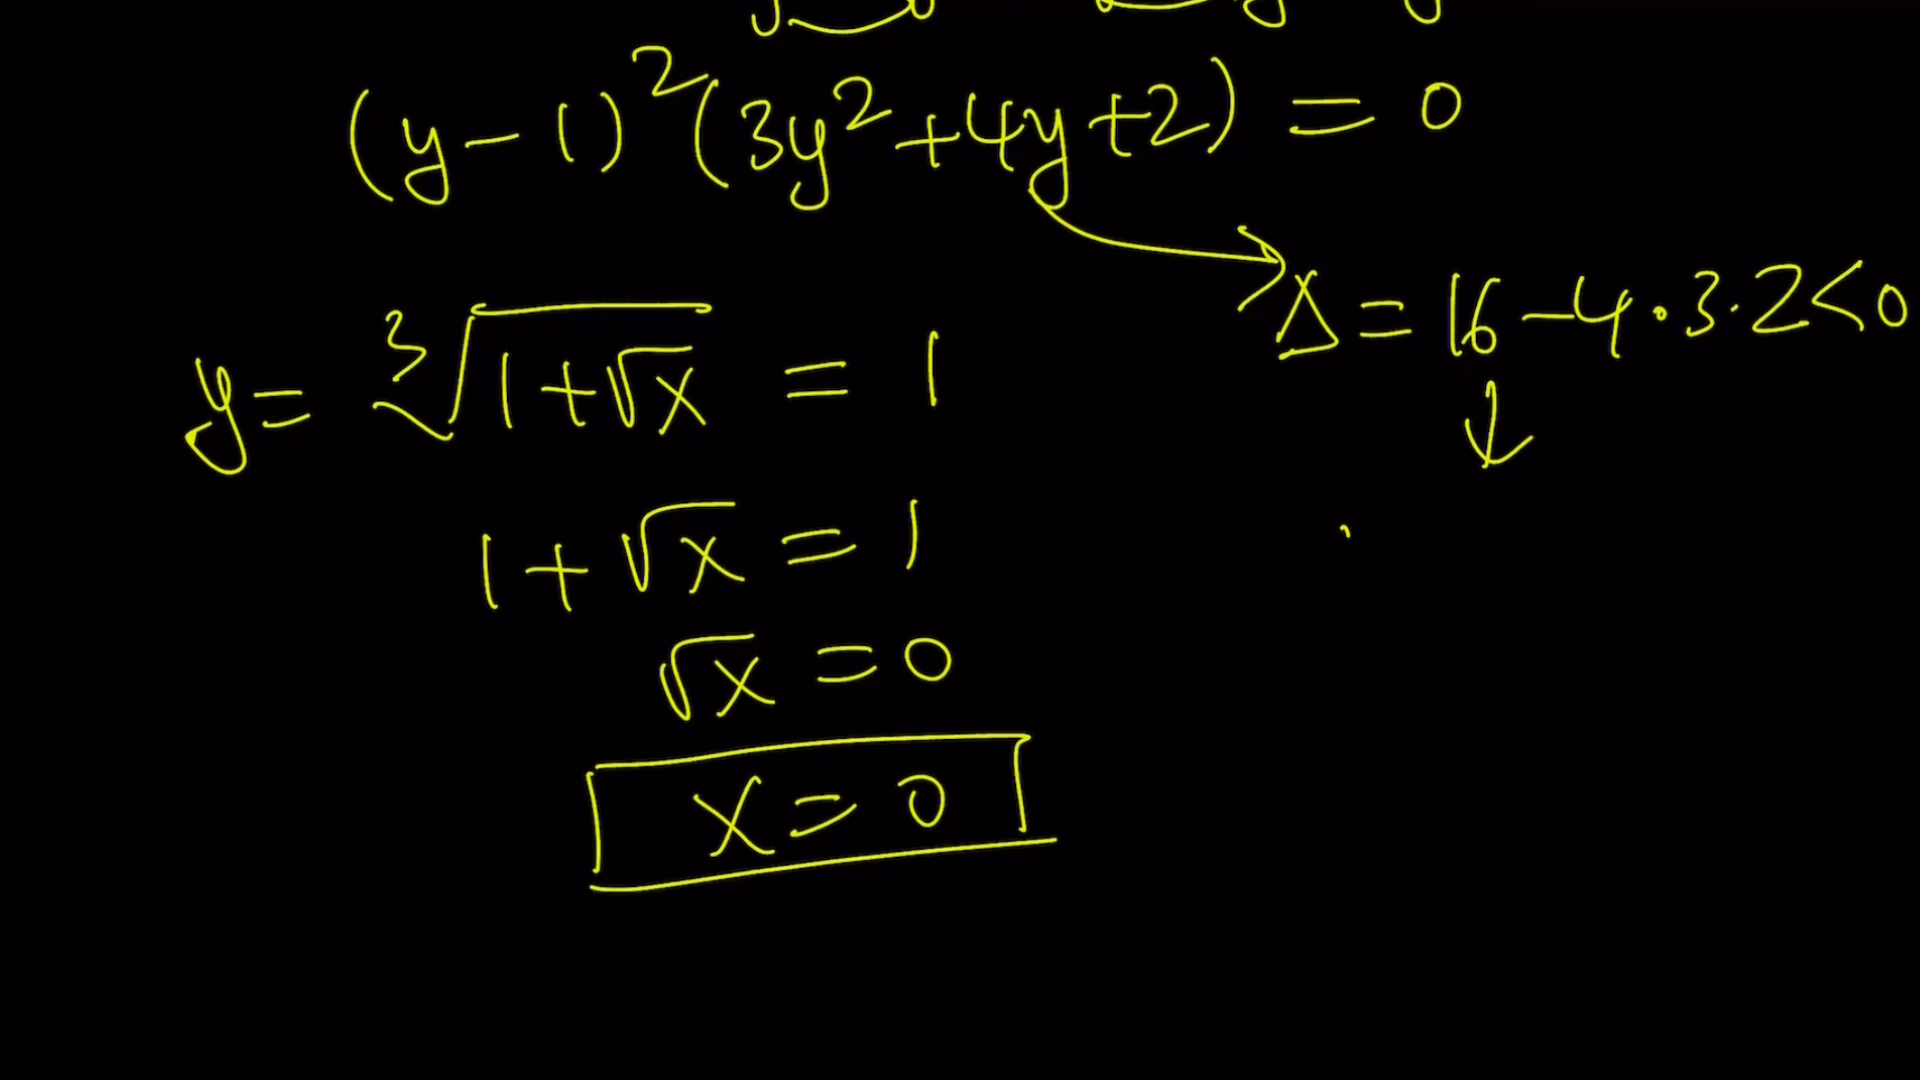 (y-1)²(3y²+4y+2) = 0
Δ = 16-4·3·2<0
y= ∛(1+√x) = 1
1+√x = 1
√x = 0
x = 0